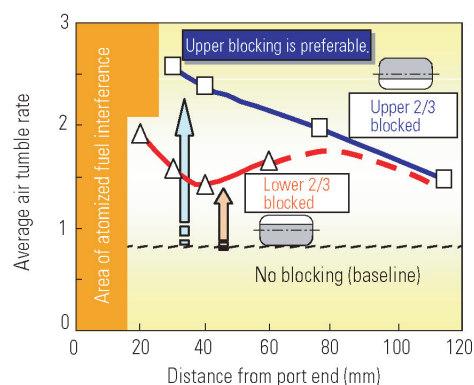 3
2
1
0
Average air tumble rate
Area of atomized fuel interference
Upper blocking is preferable.
Upper 2/3
blocked
Lower 2/3
blocked
No blocking (baseline)
20 40 60 80 100 120
Distance from port end (mm)